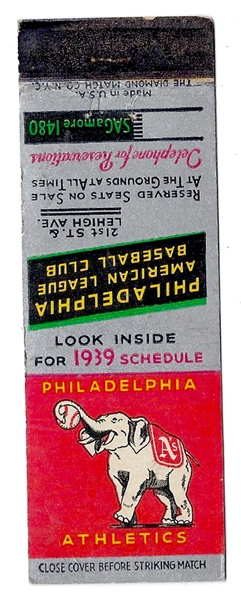 PHILADELPHIA
AMERICAN LEAGUE
BASEBALL CLUB
21st ST. &
LEHIGH AVE.
RESERVED SEATS ON SALE
AT THE GROUNDS AT ALL TIMES
Telephone for Reservations
SAGamore 1480
Made in U.S.A.
THE DIAMOND MATCH CO. N.Y.C.
LOOK INSIDE
FOR 1939 SCHEDULE
PHILADELPHIA
A's
ATHLETICS
CLOSE COVER BEFORE STRIKING MATCH